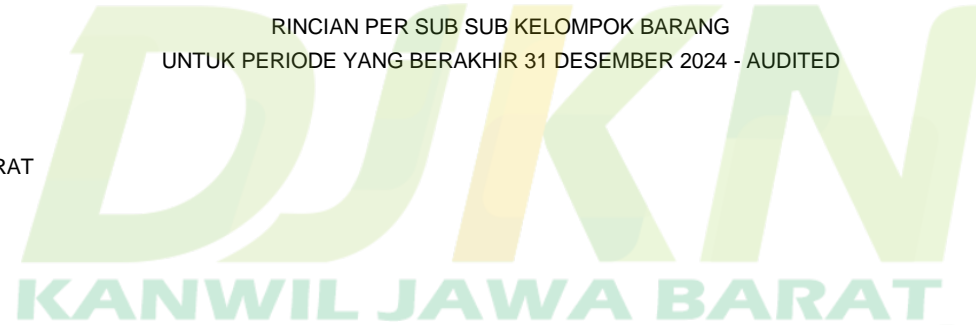 RINCIAN PER SUB SUB KELOMPOK BARANG
UNTUK PERIODE YANG BERAKHIR 31 DESEMBER 2024 - AUDITED
RAT
DJKN
KANWIL JAWA BARAT